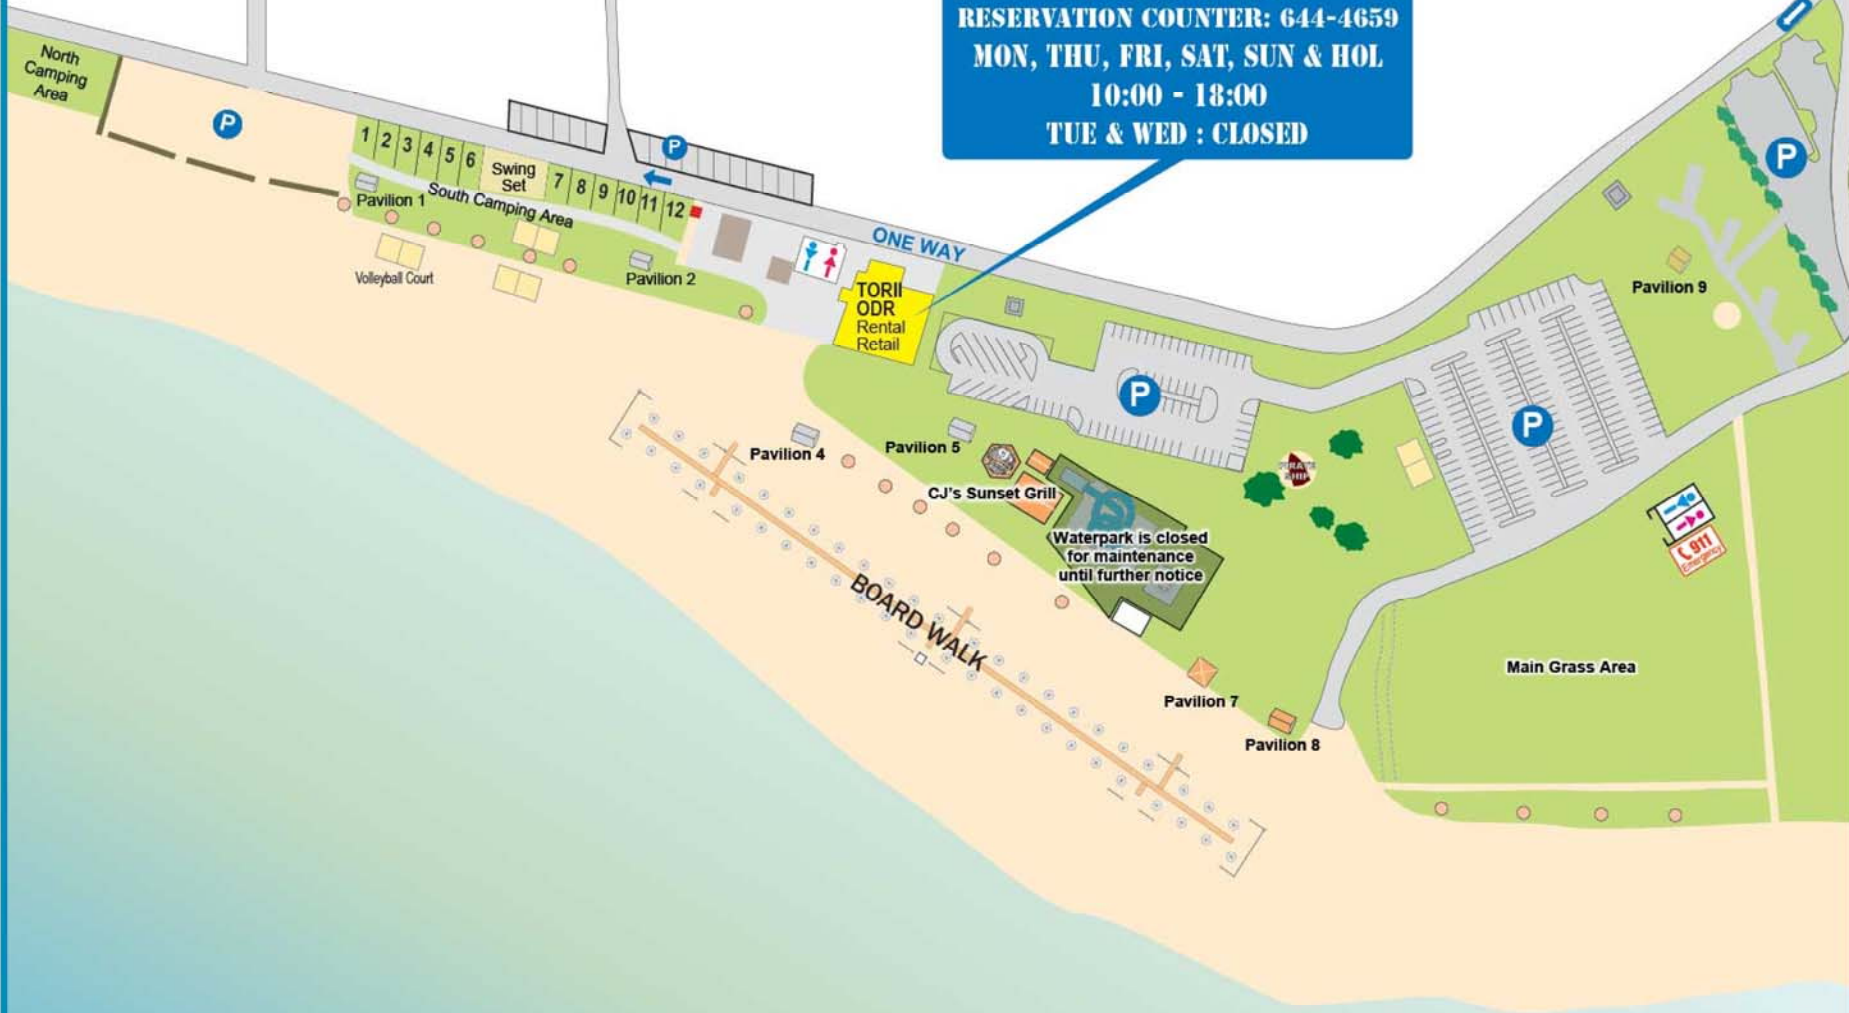 RESERVATION COUNTER: 644-4659
MON, THU, FRI, SAT, SUN & HOL
10:00 - 18:00
TUE & WED : CLOSED
North
Camping
Area
P
1
2
3
4
5
6
Swing
Set
7
8
9
10
11
12
P
South Camping Area
Pavilion 1
Volleyball Court
Pavilion 2
ONE WAY
TORII
ODR
Rental
Retail
P
Pavilion 9
P
P
PIRATE
SHIP
Pavilion 4
Pavilion 5
CJ's Sunset Grill
Waterpark is closed
for maintenance
until further notice
911
Emergency
BOARD WALK
Main Grass Area
Pavilion 7
Pavilion 8